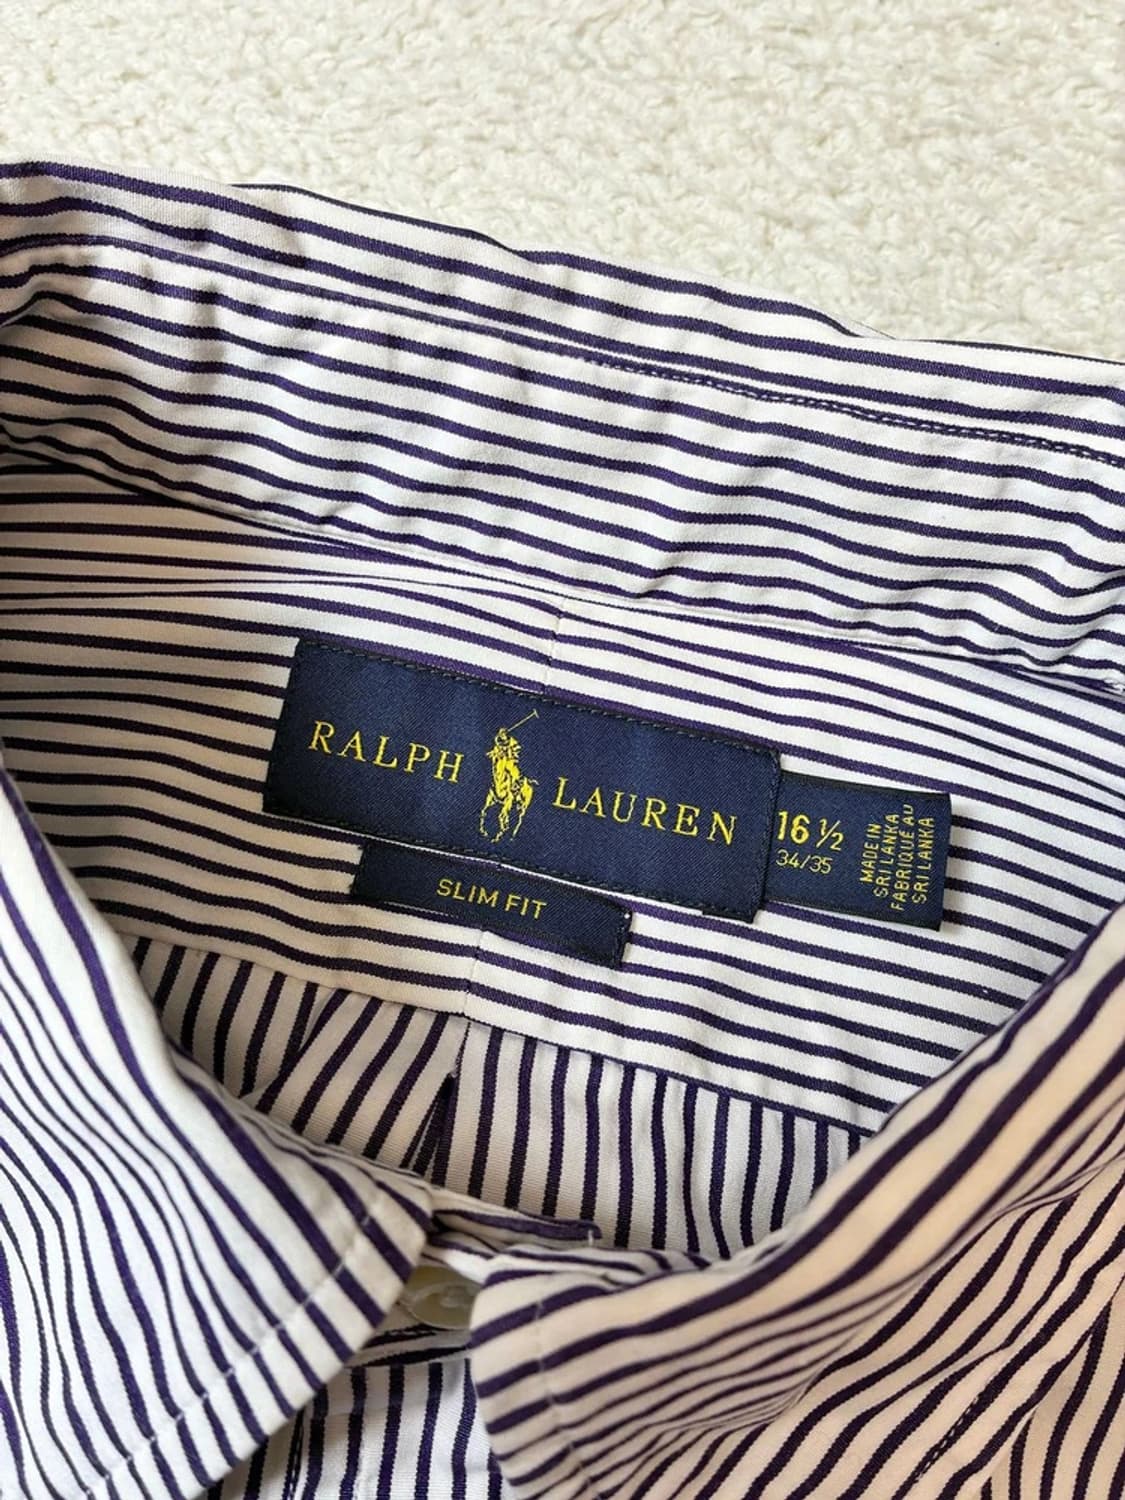 RALPH LAUREN
16 ½
34/35
MADE IN
SRI LANKA
FABRIQUÉ AU
SRI LANKA
SLIM FIT